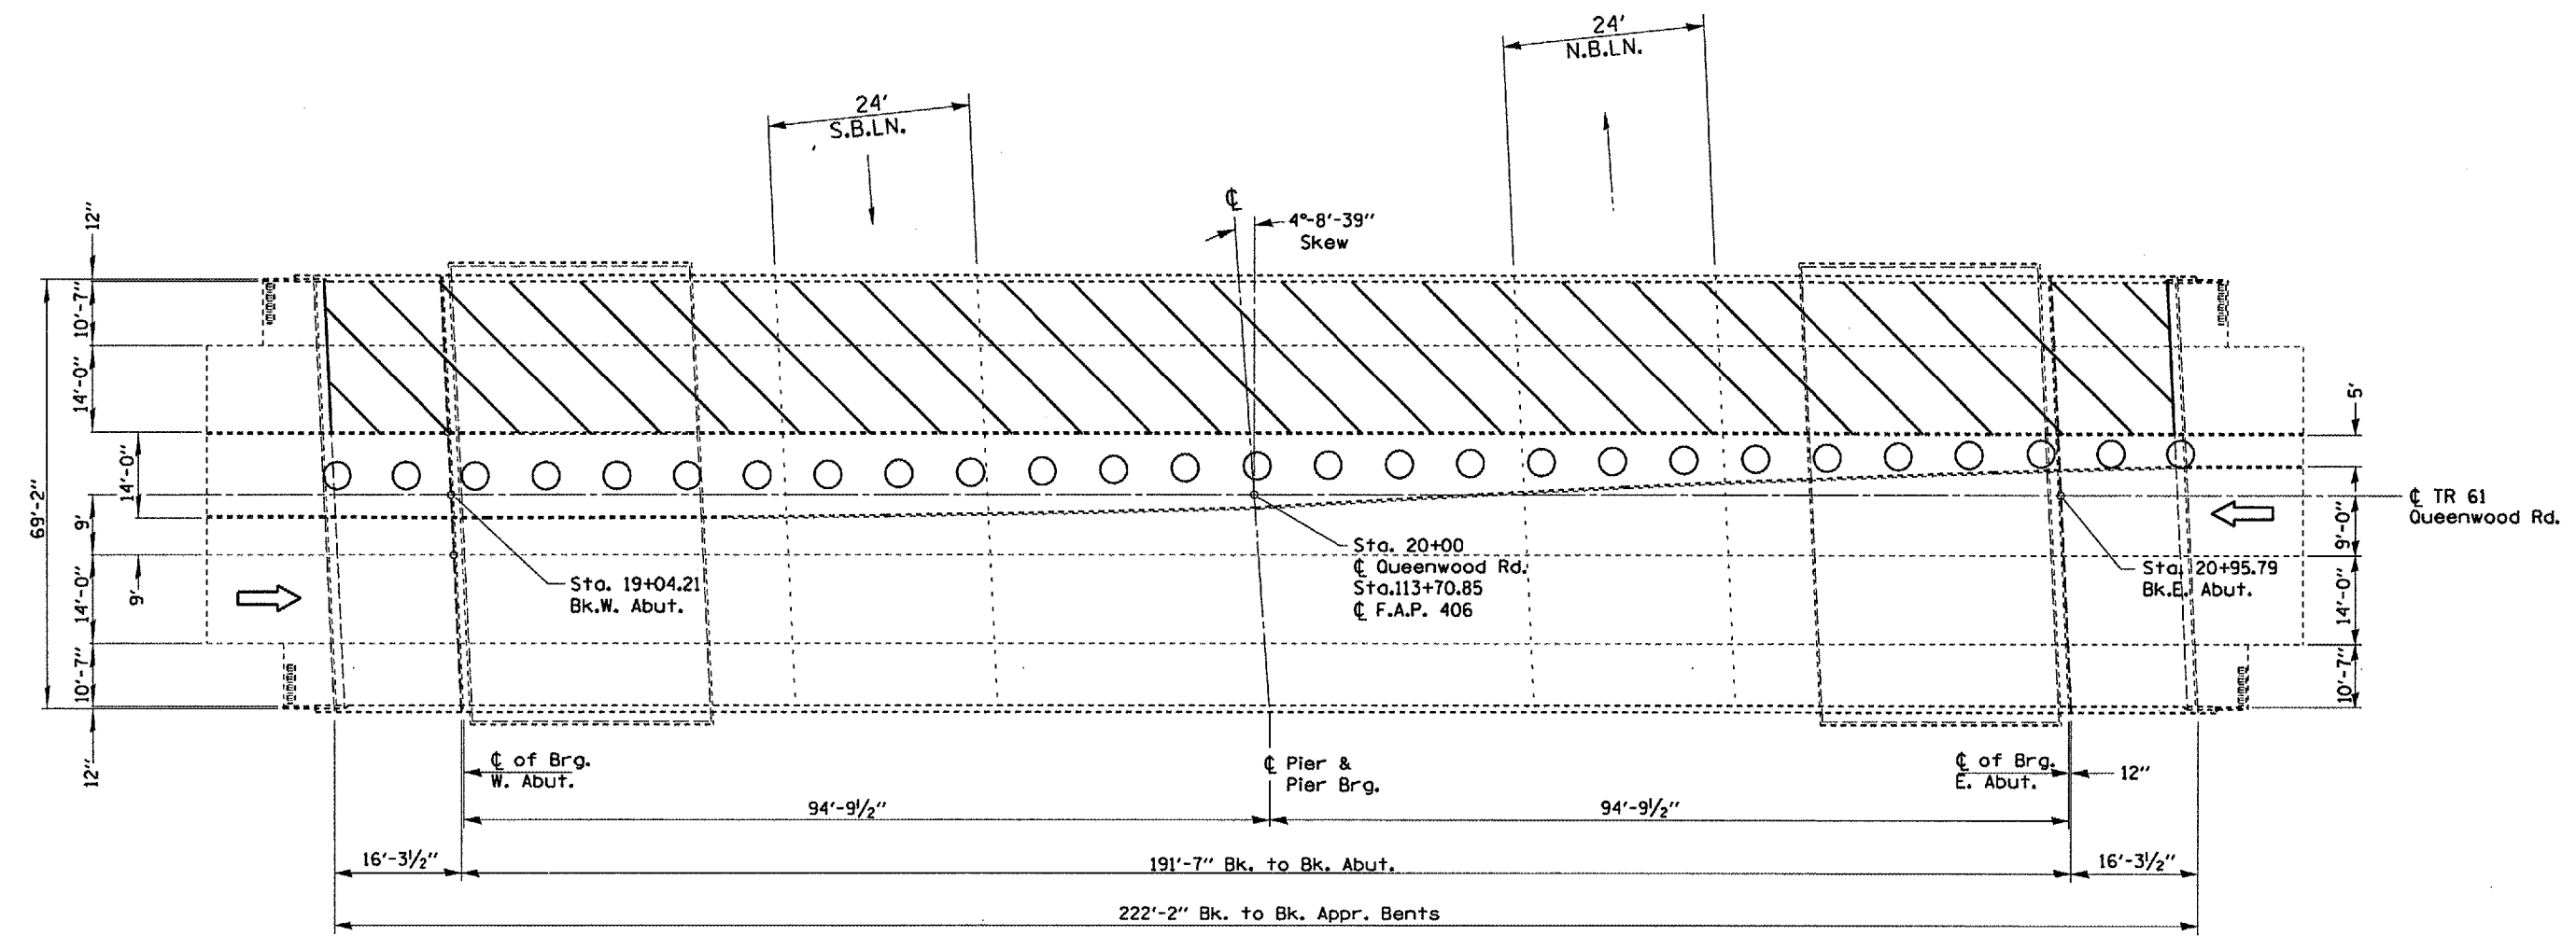 24'
N.B.LN.
24'
S.B.LN.
℄
4°-8'-39"
Skew
12"
10'-7"
14'-0"
14'-0"
69'-2"
9'
14'-0"
9'
10'-7"
12"
5'
9'-0"
14'-0"
10'-7"
℄ TR 61
Queenwood Rd.
Sta. 19+04.21
Bk.W. Abut.
Sta. 20+00
℄ Queenwood Rd.
Sta.113+70.85
℄ F.A.P. 406
Sta. 20+95.79
Bk.E. Abut.
℄ of Brg.
W. Abut.
℄ Pier &
Pier Brg.
℄ of Brg.
E. Abut.
12"
94'-9½"
94'-9½"
16'-3½"
191'-7" Bk. to Bk. Abut.
16'-3½"
222'-2" Bk. to Bk. Appr. Bents